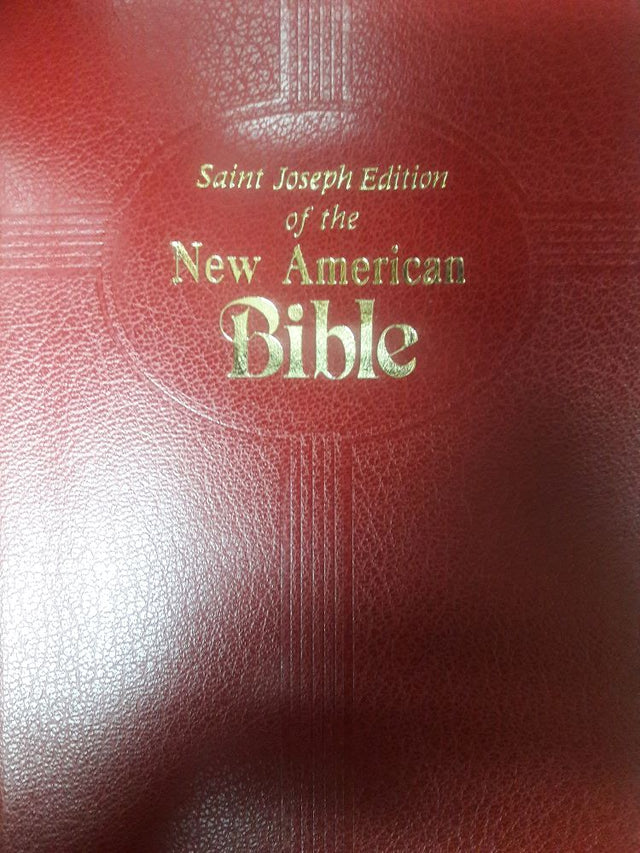 Saint Joseph Edition
of the
New American
Bible